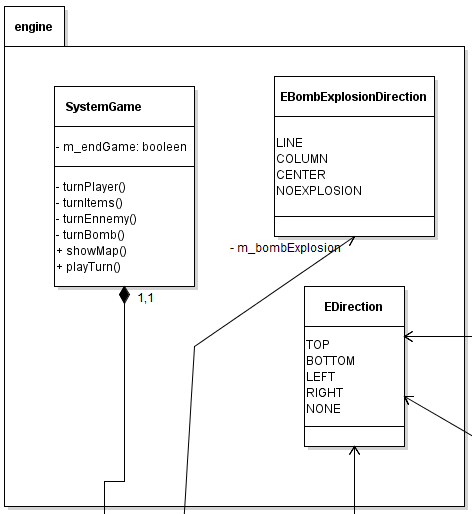 engine
SystemGame
- m_endGame: booleen
- turnPlayer()
- turnItems()
- turnEnnemy()
- turnBomb()
+ showMap()
+ playTurn()
1,1
EBombExplosionDirection
LINE
COLUMN
CENTER
NOEXPLOSION
- m_bombExplosion
EDirection
TOP
BOTTOM
LEFT
RIGHT
NONE